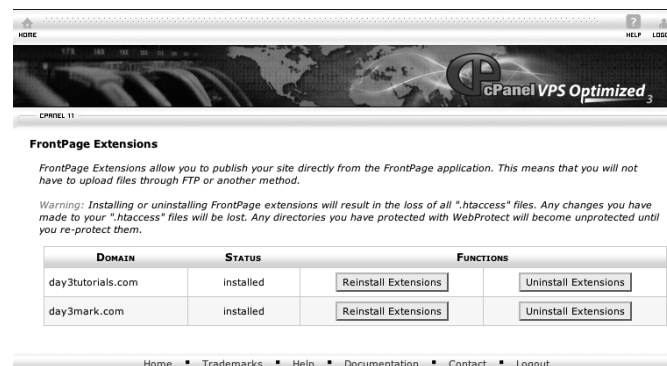 HOME
HELP
cPanel VPS Optimized 3
CPANEL 11
FrontPage Extensions
FrontPage Extensions allow you to publish your site directly from the FrontPage application. This means that you will not
have to upload files through FTP or another method.
Warning: Installing or uninstalling FrontPage extensions will result in the loss of all ".htaccess" files. Any changes you have
made to your ".htaccess" files will be lost. Any directories you have protected with WebProtect will become unprotected until
you re-protect them.
DOMAIN STATUS FUNCTIONS
day3tutorials.com installed Reinstall Extensions Uninstall Extensions
day3mark.com installed Reinstall Extensions Uninstall Extensions
Home ▪ Trademarks ▪ Help ▪ Documentation ▪ Contact ▪ Logout